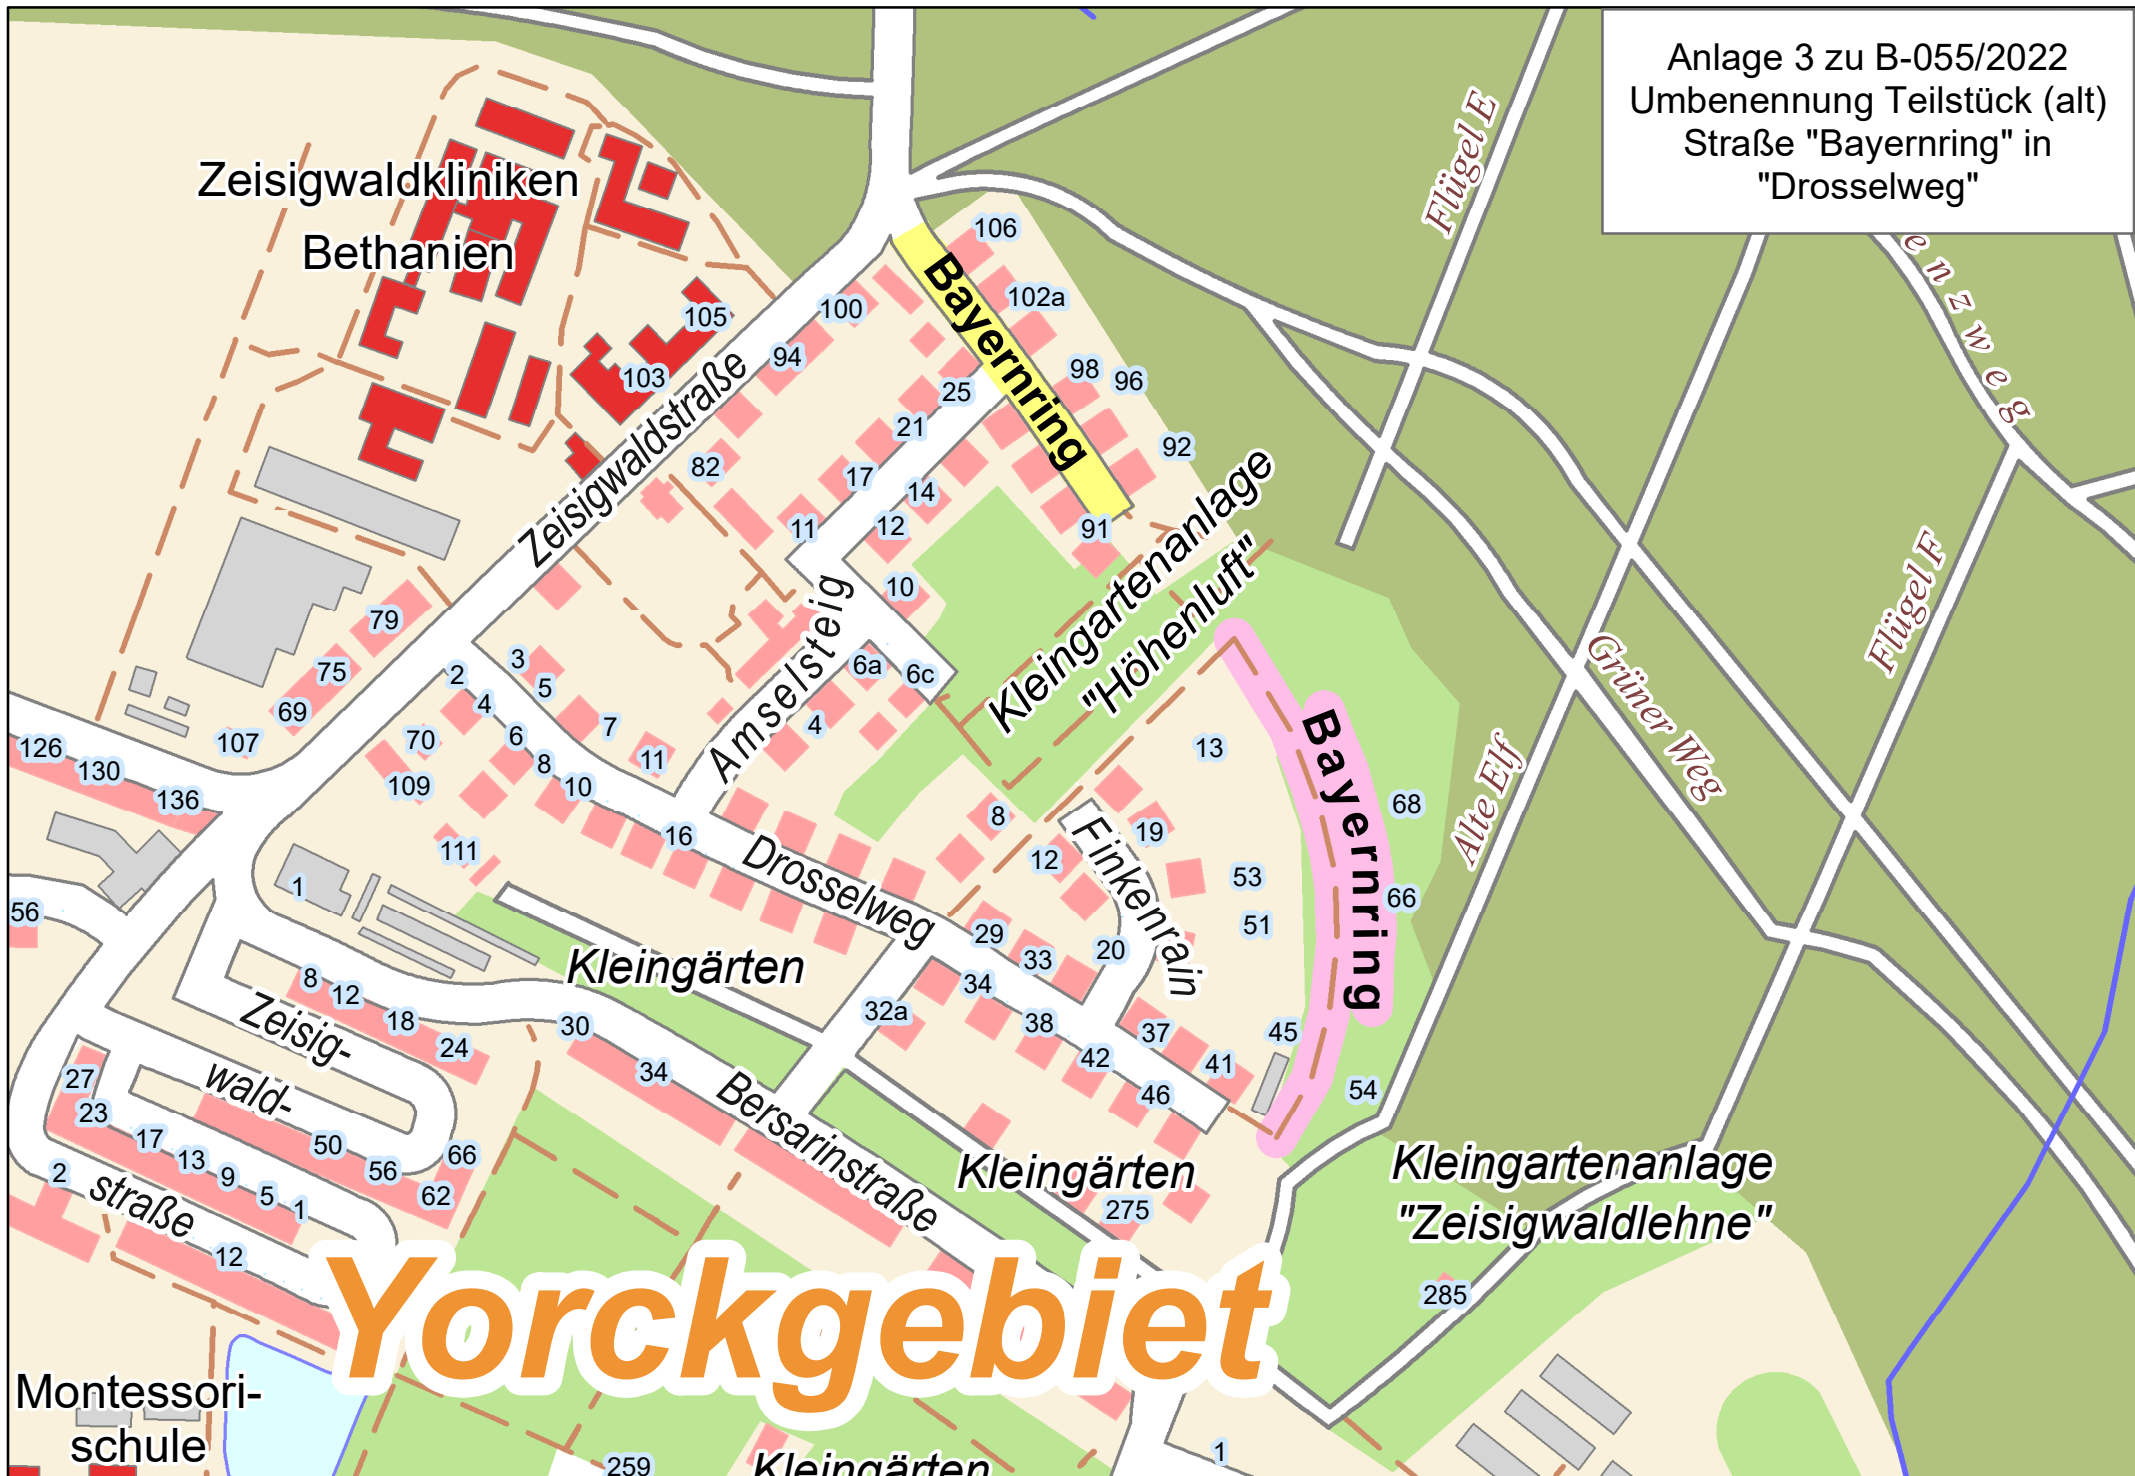 Anlage 3 zu B-055/2022
Umbenennung Teilstück (alt)
Straße "Bayernring" in
"Drosselweg"
Flügel E
enzweg
Zeisigwaldkliniken
Bethanien
106
102a
100
105
94
103
98
96
25
21
92
82
17
14
11
12
91
10
Bayernring
Zeisigwaldstraße
Kleingartenanlage
"Höhenluft"
Flügel F
Grüner Weg
Alte Elf
79
75
69
107
3
5
2
4
7
6
70
8
11
109
10
111
16
6a
6c
4
Amselsteig
126
130
136
Bayernring
13
68
66
8
19
12
53
51
Finkenrain
Drosselweg
1
56
29
33
20
34
38
37
42
41
46
45
54
32a
Kleingärten
8
12
18
24
30
34
Zeisig-
wald-
straße
27
23
17
13
9
5
1
50
56
66
62
2
12
Bersarinstraße
Kleingärten
275
Kleingartenanlage
"Zeisigwaldlehne"
285
Yorckgebiet
Montessori-
schule
259
Kleingärten
1